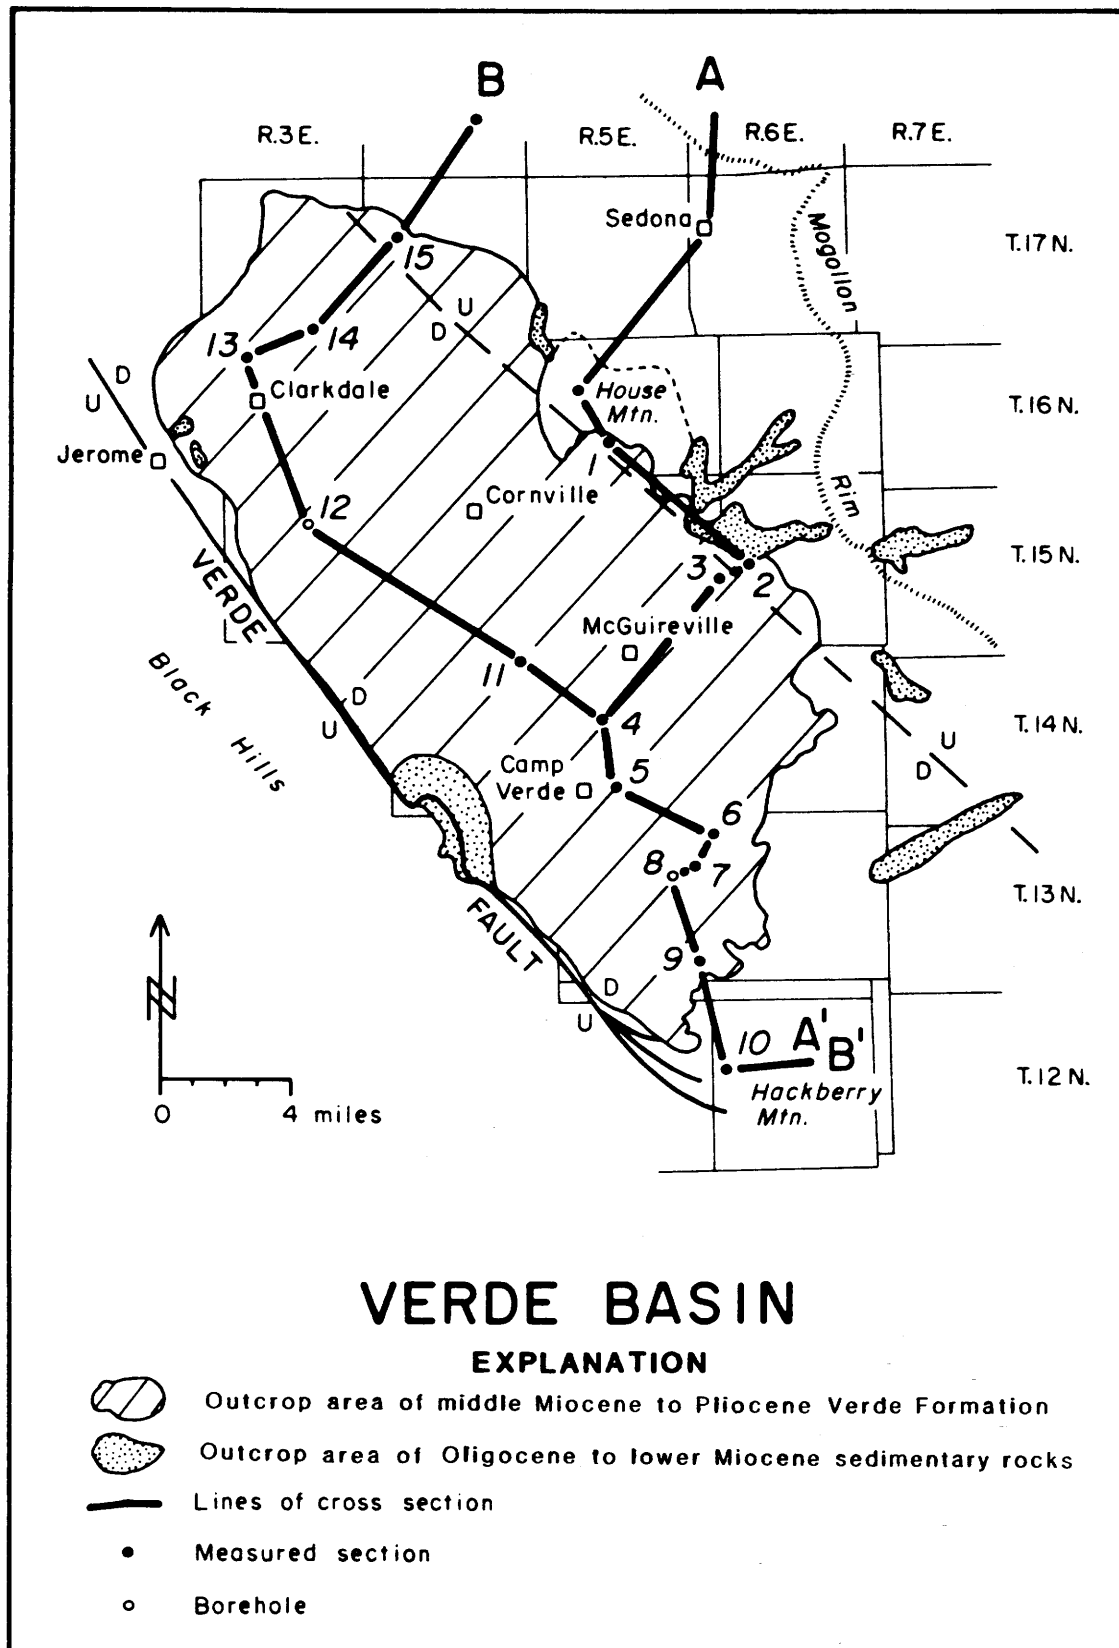 B
A
R.3E.
R.5E.
R.6E.
R.7E.
Sedona
T.17N.
Mogollon
15
U
D
13
14
D
U
Clarkdale
House
Mtn.
T.16N.
Jerome
1
Rim
12
Cornville
3
2
T.15N.
VERDE
McGuireville
Black Hills
11
D
U
4
T.14N.
U
D
Camp
Verde
5
6
8
7
T.13N.
FAULT
9
N
D
U
10
A'
B'
T.12N.
Hackberry
Mtn.
0
4 miles
VERDE BASIN
EXPLANATION
Outcrop area of middle Miocene to Pliocene Verde Formation
Outcrop area of Oligocene to lower Miocene sedimentary rocks
Lines of cross section
Measured section
Borehole